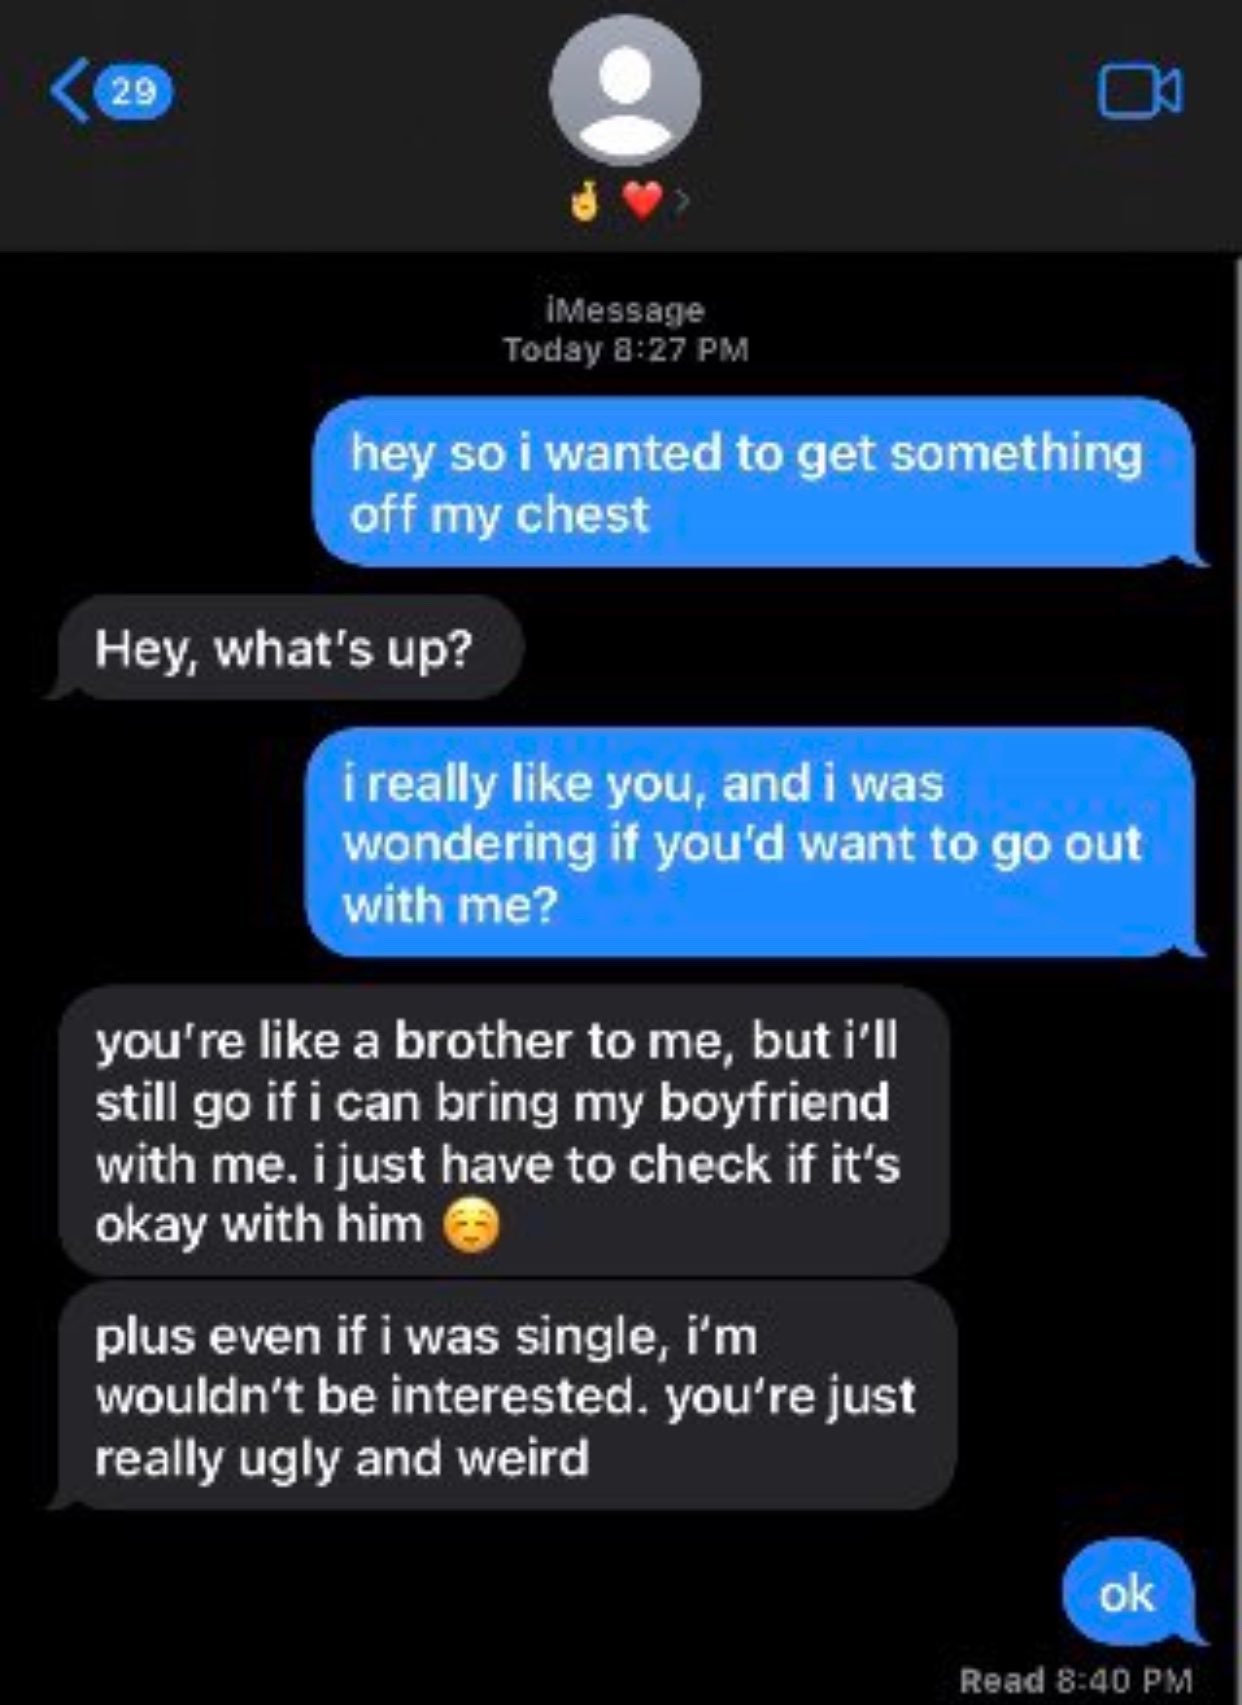 29
🤞 ❤️ >
iMessage
Today 8:27 PM
hey so i wanted to get something
off my chest
Hey, what's up?
i really like you, and i was
wondering if you'd want to go out
with me?
you're like a brother to me, but i'll
still go if i can bring my boyfriend
with me. i just have to check if it's
okay with him ☺️
plus even if i was single, i'm
wouldn't be interested. you're just
really ugly and weird
ok
Read 8:40 PM